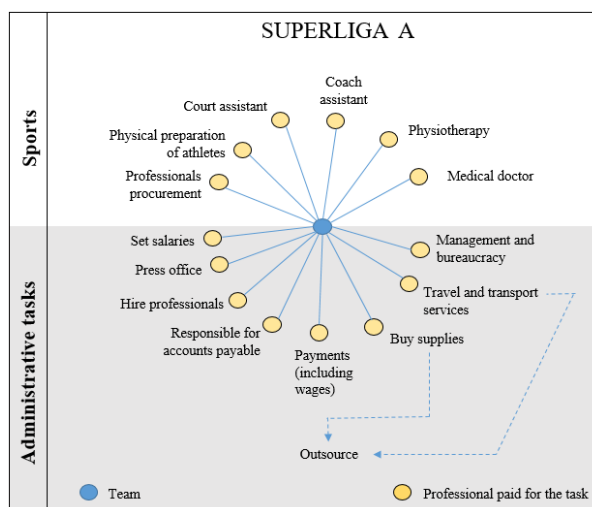 SUPERLIGA A
Sports
Coach
assistant
Court assistant
Physical preparation
of athletes
Physiotherapy
Professionals
procurement
Medical doctor
Administrative tasks
Set salaries
Management and
bureaucracy
Press office
Travel and transport
services
Hire professionals
Responsible for
accounts payable
Buy supplies
Payments
(including
wages)
Outsource
Team
Professional paid for the task